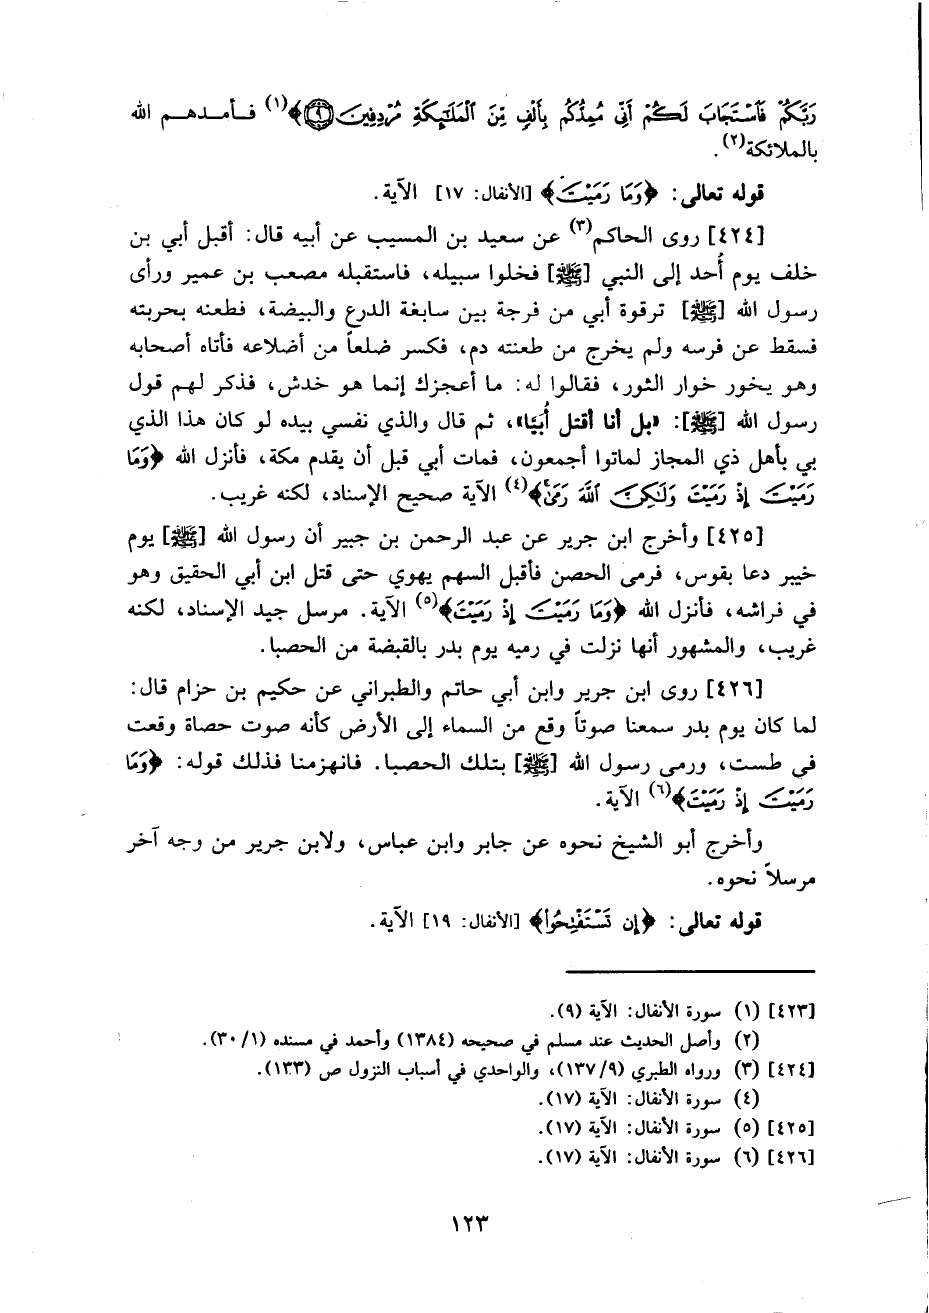 رَبَّكُمْ فَاسْتَجَابَ لَكُمْ أَنِّي مُمِدُّكُم بِأَلْفٍ مِّنَ الْمَلَائِكَةِ مُرْدِفِينَ ۝٩﴾(١) فـأمـدهـم الله
بالملائكة(٢).
قوله تعالى: ﴿وَمَا رَمَيْتَ﴾ [الأنفال: ١٧] الآية.
[٤٢٤] روى الحاكم(٣) عن سعيد بن المسيب عن أبيه قال: أقبل أبي بن
خلف يوم أُحد إلى النبي [ﷺ] فخلوا سبيله، فاستقبله مصعب بن عمير ورأى
رسول الله [ﷺ] ترقوة أبي من فرجة بين سابغة الدرع والبيضة، فطعنه بحربته
فسقط عن فرسه ولم يخرج من طعنته دم، فكسر ضلعاً من أضلاعه فأتاه أصحابه
وهو يخور خوار الثور، فقالوا له: ما أعجزك إنما هو خدش، فذكر لهم قول
رسول الله [ﷺ]: «بل أنا أقتل أُبَيًا»، ثم قال والذي نفسي بيده لو كان هذا الذي
بي بأهل ذي المجاز لماتوا أجمعون، فمات أبي قبل أن يقدم مكة، فأنزل الله ﴿وَمَا
رَمَيْتَ إِذْ رَمَيْتَ وَلَٰكِنَّ اللَّهَ رَمَىٰ﴾(٤) الآية صحيح الإسناد، لكنه غريب.
[٤٢٥] وأخرج ابن جرير عن عبد الرحمن بن جبير أن رسول الله [ﷺ] يوم
خيبر دعا بقوس، فرمى الحصن فأقبل السهم يهوي حتى قتل ابن أبي الحقيق وهو
في فراشه، فأنزل الله ﴿وَمَا رَمَيْتَ إِذْ رَمَيْتَ﴾(٥) الآية. مرسل جيد الإسناد، لكنه
غريب، والمشهور أنها نزلت في رميه يوم بدر بالقبضة من الحصبا.
[٤٢٦] روى ابن جرير وابن أبي حاتم والطبراني عن حكيم بن حزام قال:
لما كان يوم بدر سمعنا صوتاً وقع من السماء إلى الأرض كأنه صوت حصاة وقعت
في طست، ورمى رسول الله [ﷺ] بتلك الحصبا. فانهزمنا فذلك قوله: ﴿وَمَا
رَمَيْتَ إِذْ رَمَيْتَ﴾(٦) الآية.
وأخرج أبو الشيخ نحوه عن جابر وابن عباس، ولابن جرير من وجه آخر
مرسلاً نحوه.
قوله تعالى: ﴿إِن تَسْتَفْتِحُوا﴾ [الأنفال: ١٩] الآية.
[٤٢٣] (١) سورة الأنفال: الآية (٩).
(٢) وأصل الحديث عند مسلم في صحيحه (١٣٨٤) وأحمد في مسنده (٣٠/١).
[٤٢٤] (٣) ورواه الطبري (١٣٧/٩)، والواحدي في أسباب النزول ص (١٣٣).
(٤) سورة الأنفال: الآية (١٧).
[٤٢٥] (٥) سورة الأنفال: الآية (١٧).
[٤٢٦] (٦) سورة الأنفال: الآية (١٧).
١٢٣